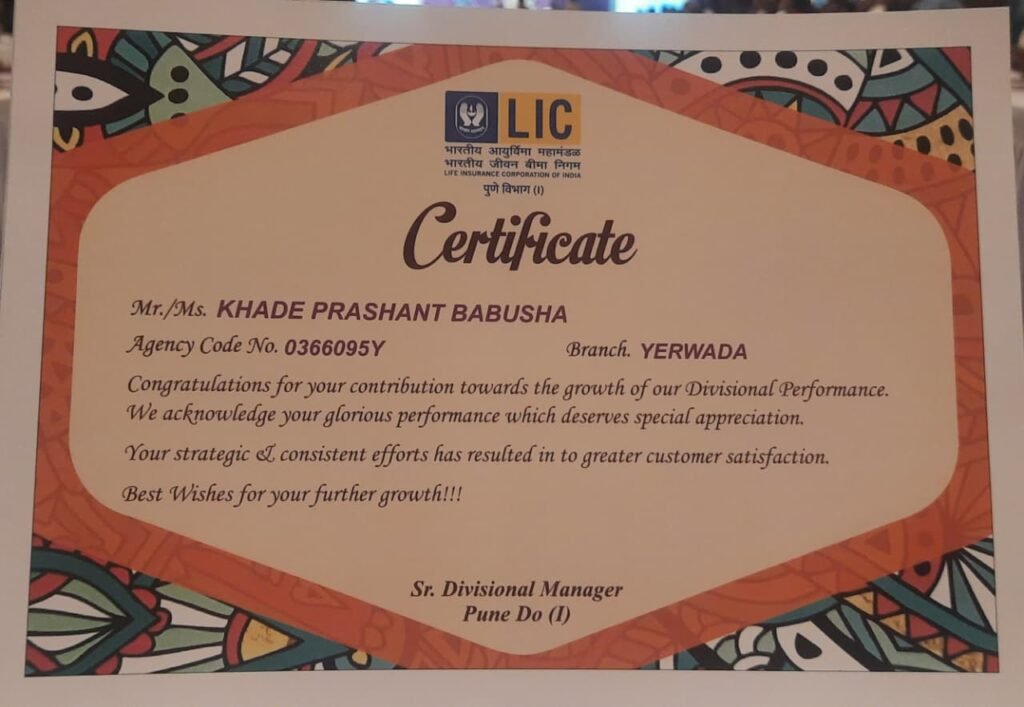 LIC
भारतीय आयुर्विमा महामंडळ
भारतीय जीवन बीमा निगम
LIFE INSURANCE CORPORATION OF INDIA
पुणे विभाग (I)
Certificate
Mr./Ms. KHADE PRASHANT BABUSHA
Agency Code No. 0366095Y Branch. YERWADA
Congratulations for your contribution towards the growth of our Divisional Performance.
We acknowledge your glorious performance which deserves special appreciation.
Your strategic & consistent efforts has resulted in to greater customer satisfaction.
Best Wishes for your further growth!!!
Sr. Divisional Manager
Pune Do (I)